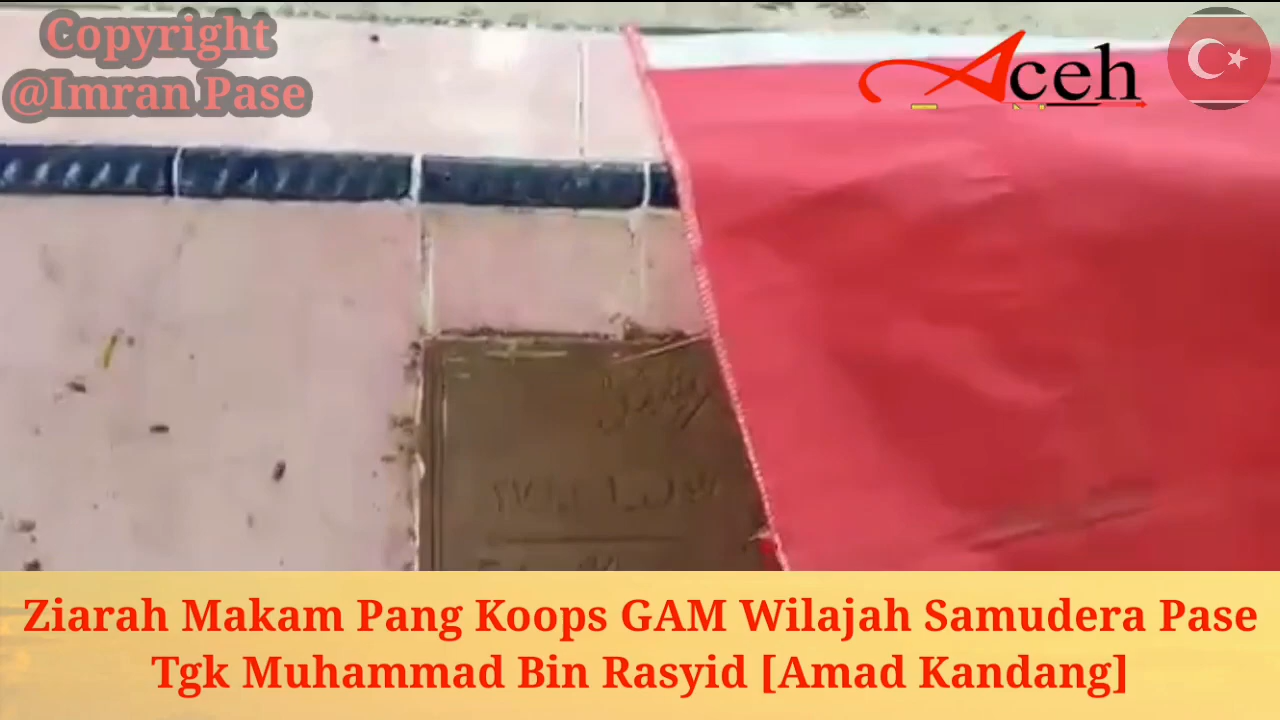 Copyright
@Imran Pase
Aceh
Ziarah Makam Pang Koops GAM Wilajah Samudera Pase
Tgk Muhammad Bin Rasyid [Amad Kandang]